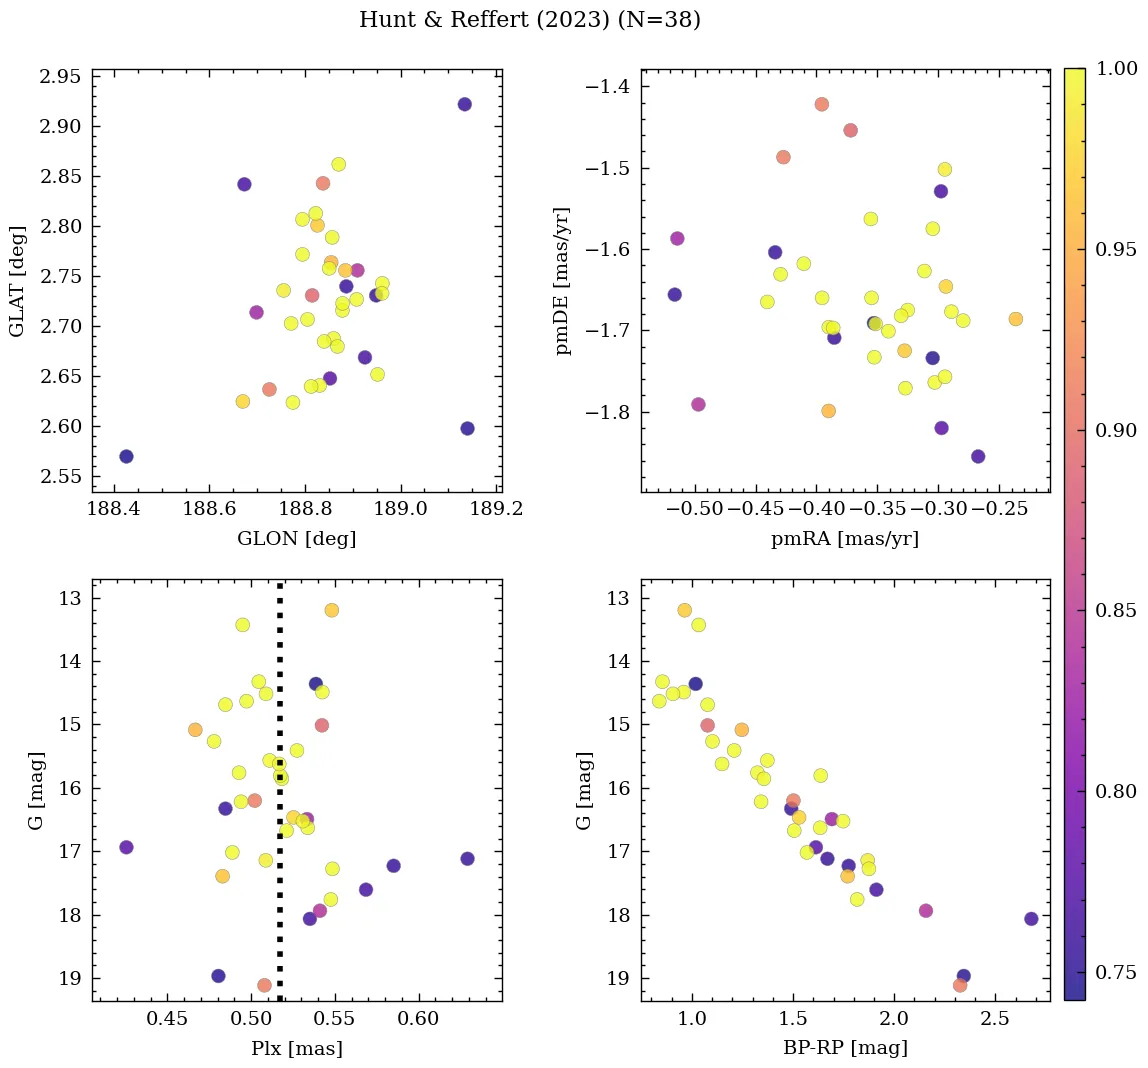 Hunt & Reffert (2023) (N=38)
2.95
2.90
2.85
2.80
2.75
2.70
2.65
2.60
2.55
GLAT [deg]
188.4 188.6 188.8 189.0 189.2
GLON [deg]
−1.4
−1.5
−1.6
−1.7
−1.8
pmDE [mas/yr]
−0.50 −0.45 −0.40 −0.35 −0.30 −0.25
pmRA [mas/yr]
13
14
15
16
17
18
19
G [mag]
0.45 0.50 0.55 0.60
Plx [mas]
13
14
15
16
17
18
19
G [mag]
1.0 1.5 2.0 2.5
BP-RP [mag]
1.00
0.95
0.90
0.85
0.80
0.75